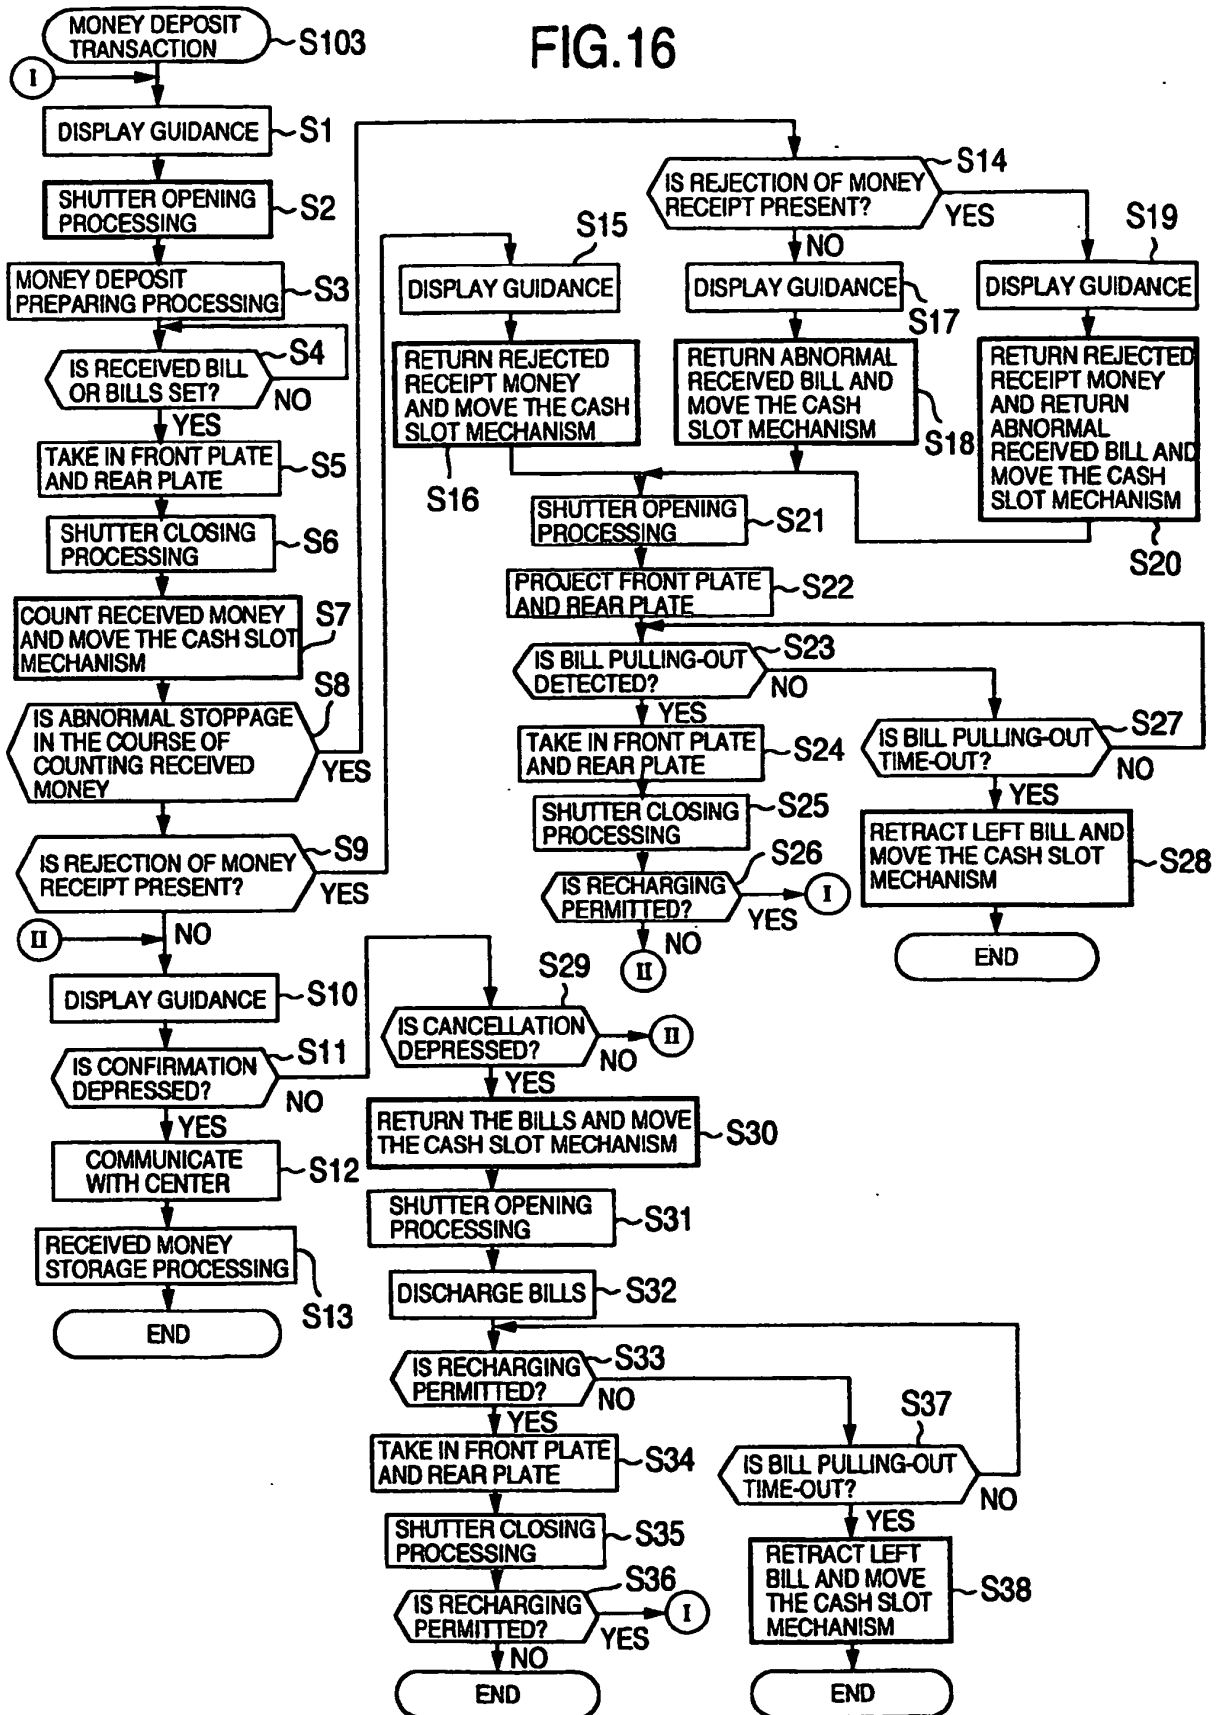 FIG.16
MONEY DEPOSIT
TRANSACTION
S103
I
DISPLAY GUIDANCE
S1
SHUTTER OPENING
PROCESSING
S2
MONEY DEPOSIT
PREPARING PROCESSING
S3
IS RECEIVED BILL
OR BILLS SET?
S4
NO
YES
TAKE IN FRONT PLATE
AND REAR PLATE
S5
SHUTTER CLOSING
PROCESSING
S6
COUNT RECEIVED MONEY
AND MOVE THE CASH SLOT
MECHANISM
S7
IS ABNORMAL STOPPAGE
IN THE COURSE OF
COUNTING RECEIVED
MONEY
S8
YES
IS REJECTION OF MONEY
RECEIPT PRESENT?
S9
YES
NO
II
DISPLAY GUIDANCE
S10
IS CONFIRMATION
DEPRESSED?
S11
NO
YES
COMMUNICATE
WITH CENTER
S12
RECEIVED MONEY
STORAGE PROCESSING
S13
END
IS REJECTION OF MONEY
RECEIPT PRESENT?
S14
YES
NO
S15
DISPLAY GUIDANCE
RETURN REJECTED
RECEIPT MONEY
AND MOVE THE CASH
SLOT MECHANISM
S16
DISPLAY GUIDANCE
S17
RETURN ABNORMAL
RECEIVED BILL AND
MOVE THE CASH
SLOT MECHANISM
S18
S19
DISPLAY GUIDANCE
RETURN REJECTED
RECEIPT MONEY
AND RETURN
ABNORMAL
RECEIVED BILL AND
MOVE THE CASH
SLOT MECHANISM
S20
SHUTTER OPENING
PROCESSING
S21
PROJECT FRONT PLATE
AND REAR PLATE
S22
IS BILL PULLING-OUT
DETECTED?
S23
NO
YES
TAKE IN FRONT PLATE
AND REAR PLATE
S24
SHUTTER CLOSING
PROCESSING
S25
IS RECHARGING
PERMITTED?
S26
YES
I
NO
II
IS BILL PULLING-OUT
TIME-OUT?
S27
NO
YES
RETRACT LEFT BILL AND
MOVE THE CASH SLOT
MECHANISM
S28
END
S29
IS CANCELLATION
DEPRESSED?
NO
II
YES
RETURN THE BILLS AND MOVE
THE CASH SLOT MECHANISM
S30
SHUTTER OPENING
PROCESSING
S31
DISCHARGE BILLS
S32
IS RECHARGING
PERMITTED?
S33
NO
YES
TAKE IN FRONT PLATE
AND REAR PLATE
S34
SHUTTER CLOSING
PROCESSING
S35
IS RECHARGING
PERMITTED?
S36
YES
I
NO
END
S37
IS BILL PULLING-OUT
TIME-OUT?
NO
YES
RETRACT LEFT
BILL AND MOVE
THE CASH SLOT
MECHANISM
S38
END